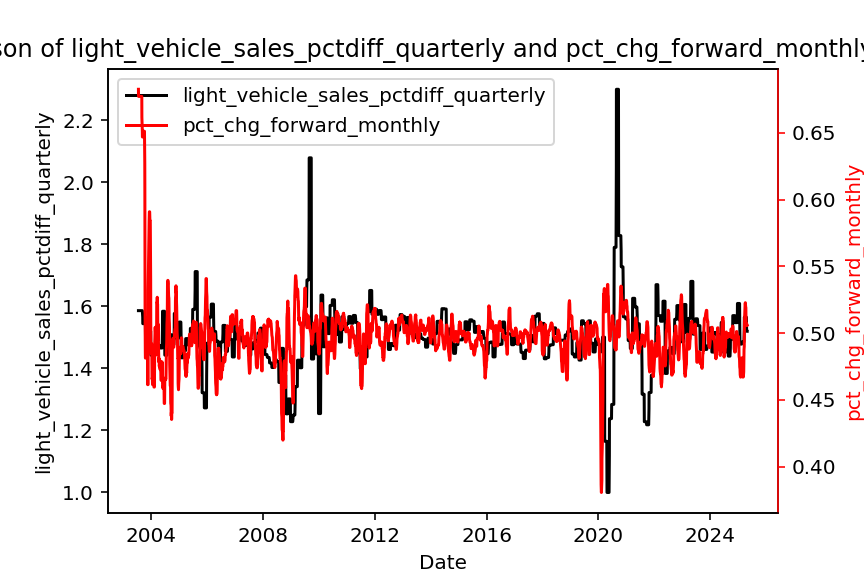 son of light_vehicle_sales_pctdiff_quarterly and pct_chg_forward_monthly
light_vehicle_sales_pctdiff_quarterly
pct_chg_forward_monthly
light_vehicle_sales_pctdiff_quarterly
2.2
2.0
1.8
1.6
1.4
1.2
1.0
0.65
0.60
0.55
0.50
0.45
0.40
pct_chg_forward_monthly
2004 2008 2012 2016 2020 2024
Date